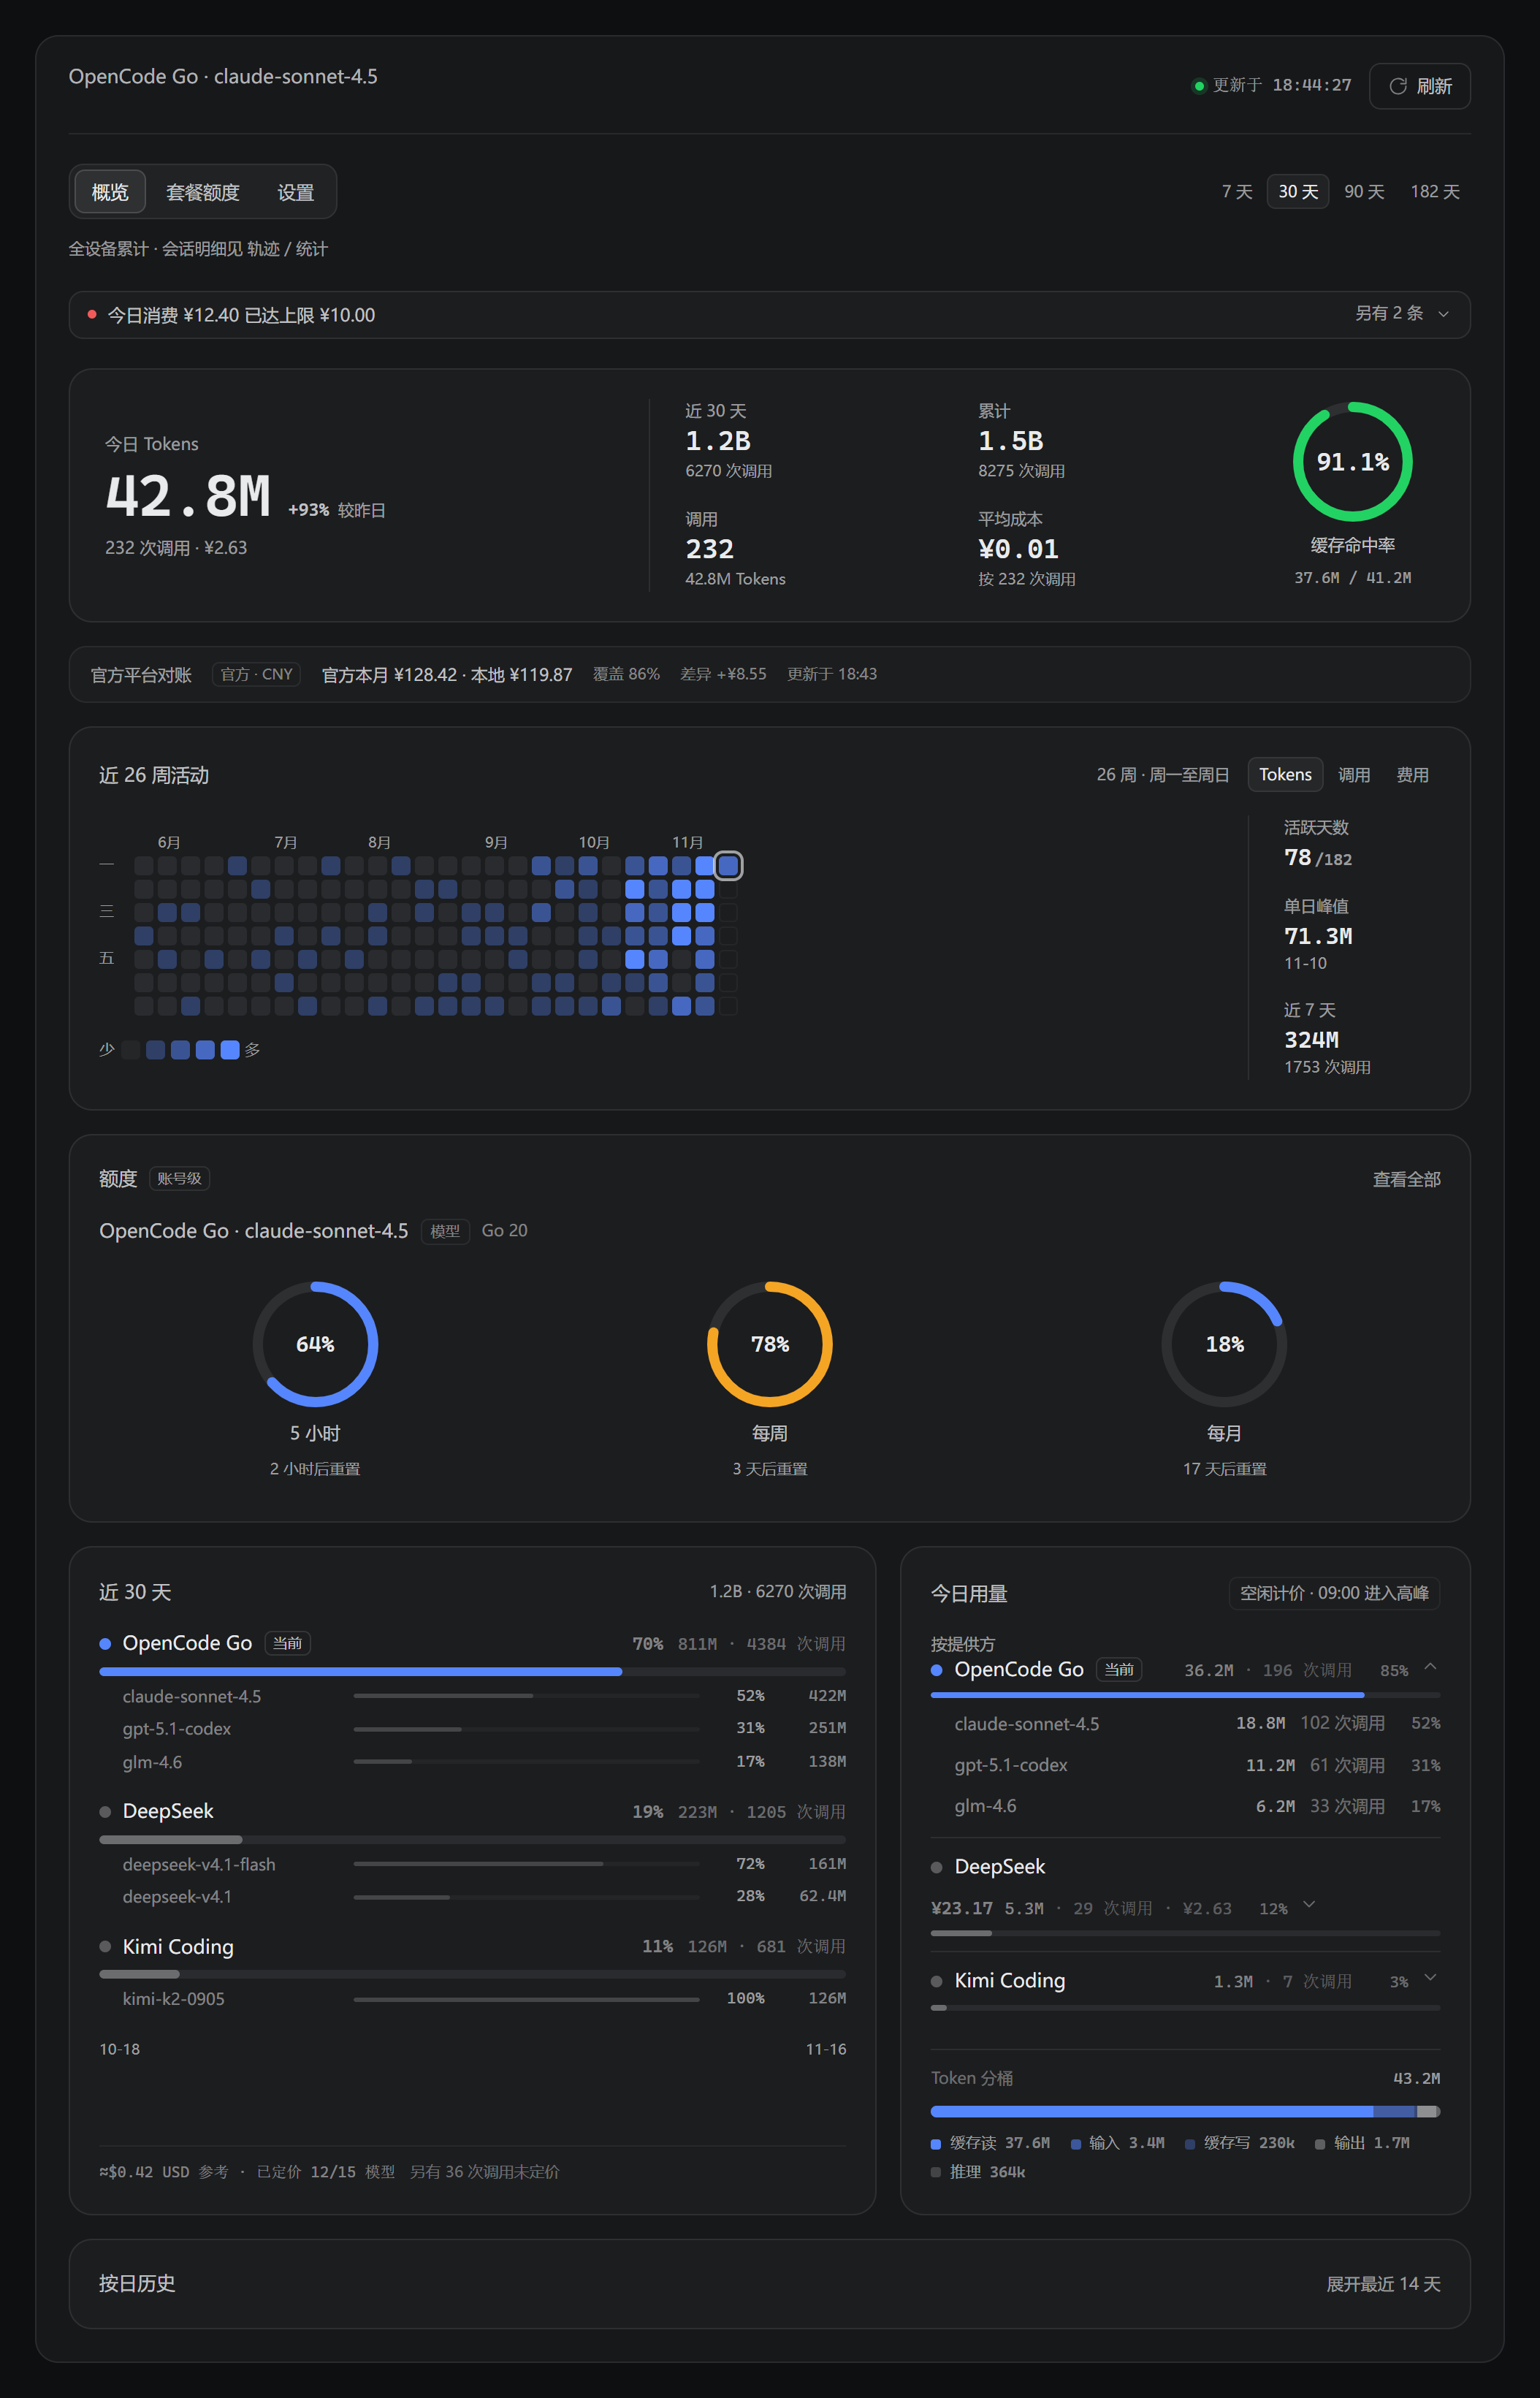 OpenCode Go · claude-sonnet-4.5
更新于 18:44:27
刷新
概览 套餐额度 设置
7 天 30 天 90 天 182 天
全设备累计 · 会话明细见 轨迹 / 统计
今日消费 ¥12.40 已达上限 ¥10.00
另有 2 条
今日 Tokens
42.8M +93% 较昨日
232 次调用 · ¥2.63
近 30 天
1.2B
6270 次调用
累计
1.5B
8275 次调用
调用
232
42.8M Tokens
平均成本
¥0.01
按 232 次调用
91.1%
缓存命中率
37.6M / 41.2M
官方平台对账 官方 · CNY 官方本月 ¥128.42 · 本地 ¥119.87 覆盖 86% 差异 +¥8.55 更新于 18:43
近 26 周活动
26 周 · 周一至周日 Tokens 调用 费用
6月 7月 8月 9月 10月 11月
一
三
五
少 多
活跃天数
78/182
单日峰值
71.3M
11-10
近 7 天
324M
1753 次调用
额度 账号级
查看全部
OpenCode Go · claude-sonnet-4.5 模型 Go 20
64%
5 小时
2 小时后重置
78%
每周
3 天后重置
18%
每月
17 天后重置
近 30 天
1.2B · 6270 次调用
OpenCode Go 当前 70% 811M · 4384 次调用
claude-sonnet-4.5 52% 422M
gpt-5.1-codex 31% 251M
glm-4.6 17% 138M
DeepSeek 19% 223M · 1205 次调用
deepseek-v4.1-flash 72% 161M
deepseek-v4.1 28% 62.4M
Kimi Coding 11% 126M · 681 次调用
kimi-k2-0905 100% 126M
10-18 11-16
≈$0.42 USD 参考 · 已定价 12/15 模型 另有 36 次调用未定价
今日用量
空闲计价 · 09:00 进入高峰
按提供方
OpenCode Go 当前 36.2M · 196 次调用 85%
claude-sonnet-4.5 18.8M 102 次调用 52%
gpt-5.1-codex 11.2M 61 次调用 31%
glm-4.6 6.2M 33 次调用 17%
DeepSeek
¥23.17 5.3M · 29 次调用 · ¥2.63 12%
Kimi Coding 1.3M · 7 次调用 3%
Token 分桶 43.2M
缓存读 37.6M 输入 3.4M 缓存写 230k 输出 1.7M
推理 364k
按日历史
展开最近 14 天